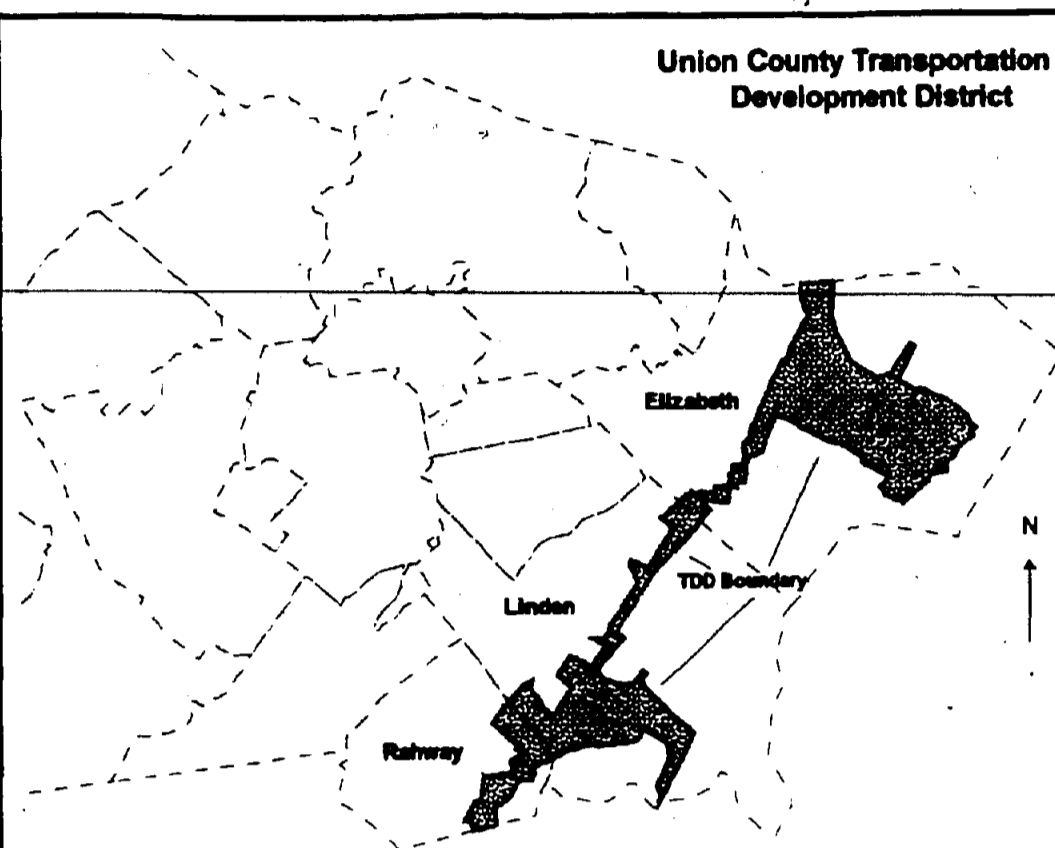 Union County Transportation
Development District
Elizabeth
N
TDD Boundary
Linden
Rahway